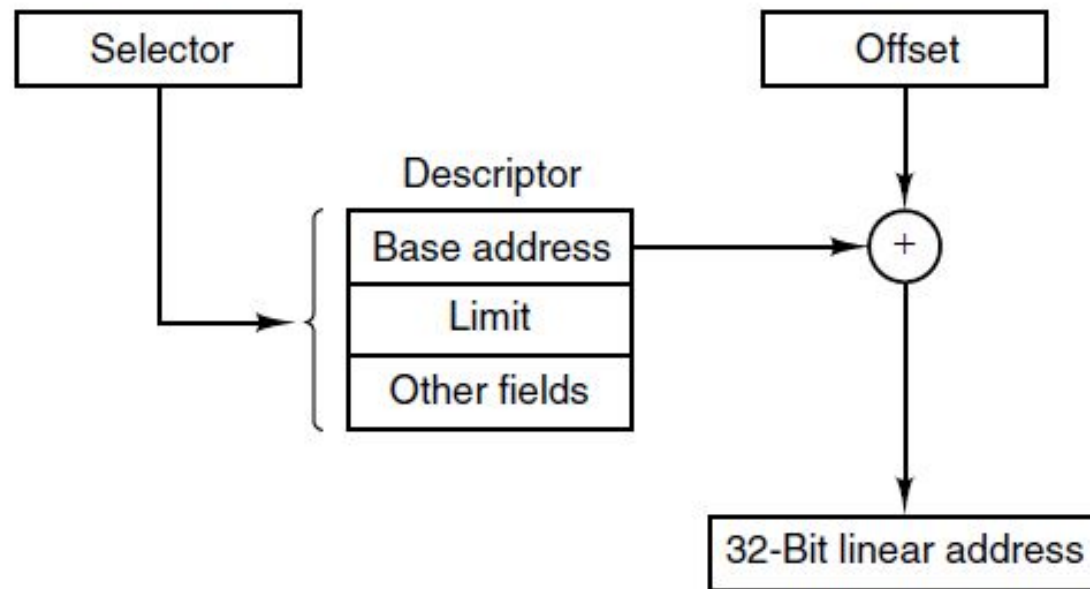 Selector
Offset
Descriptor
Base address
+
Limit
Other fields
32-Bit linear address